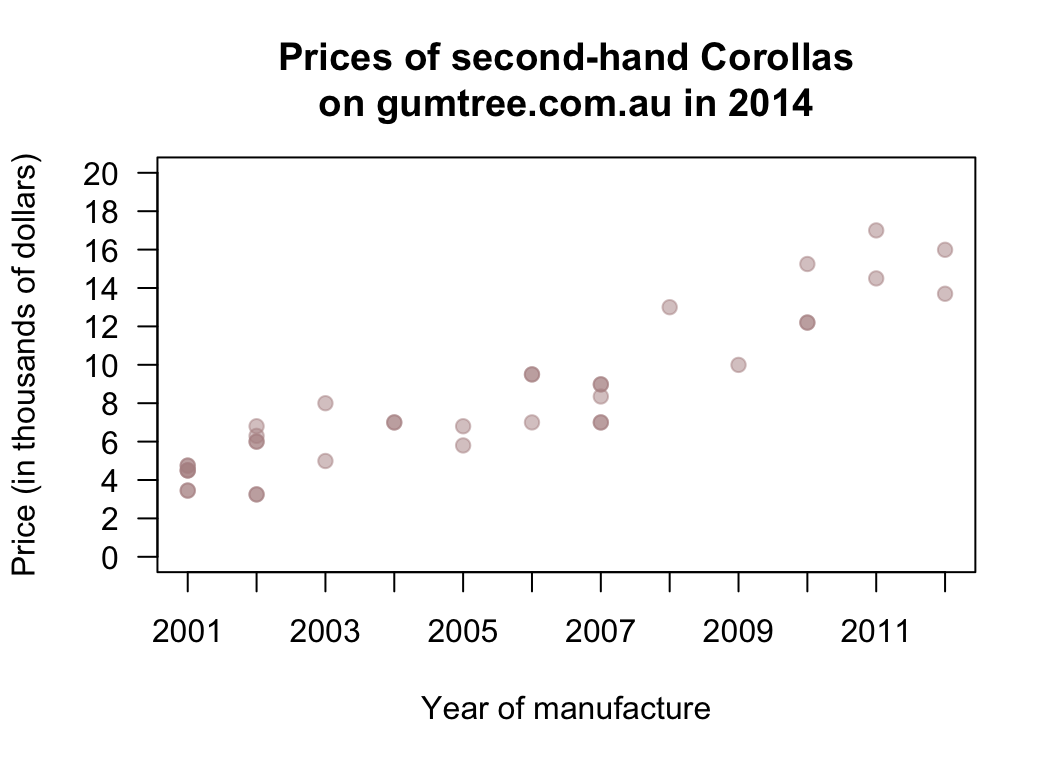 Prices of second-hand Corollas
on gumtree.com.au in 2014
Price (in thousands of dollars)
20
18
16
14
12
10
8
6
4
2
0
2001 2003 2005 2007 2009 2011
Year of manufacture